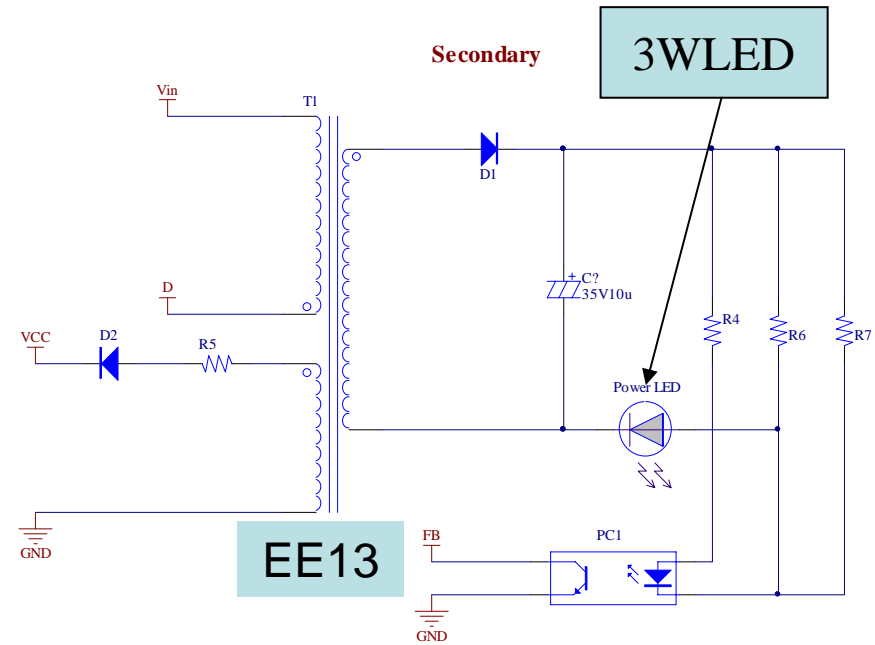 Secondary
3WLED
Vin
T1
D1
D
C?
+
35V10u
R4
R6
R7
VCC
D2
R5
Power LED
GND
EE13
FB
PC1
GND